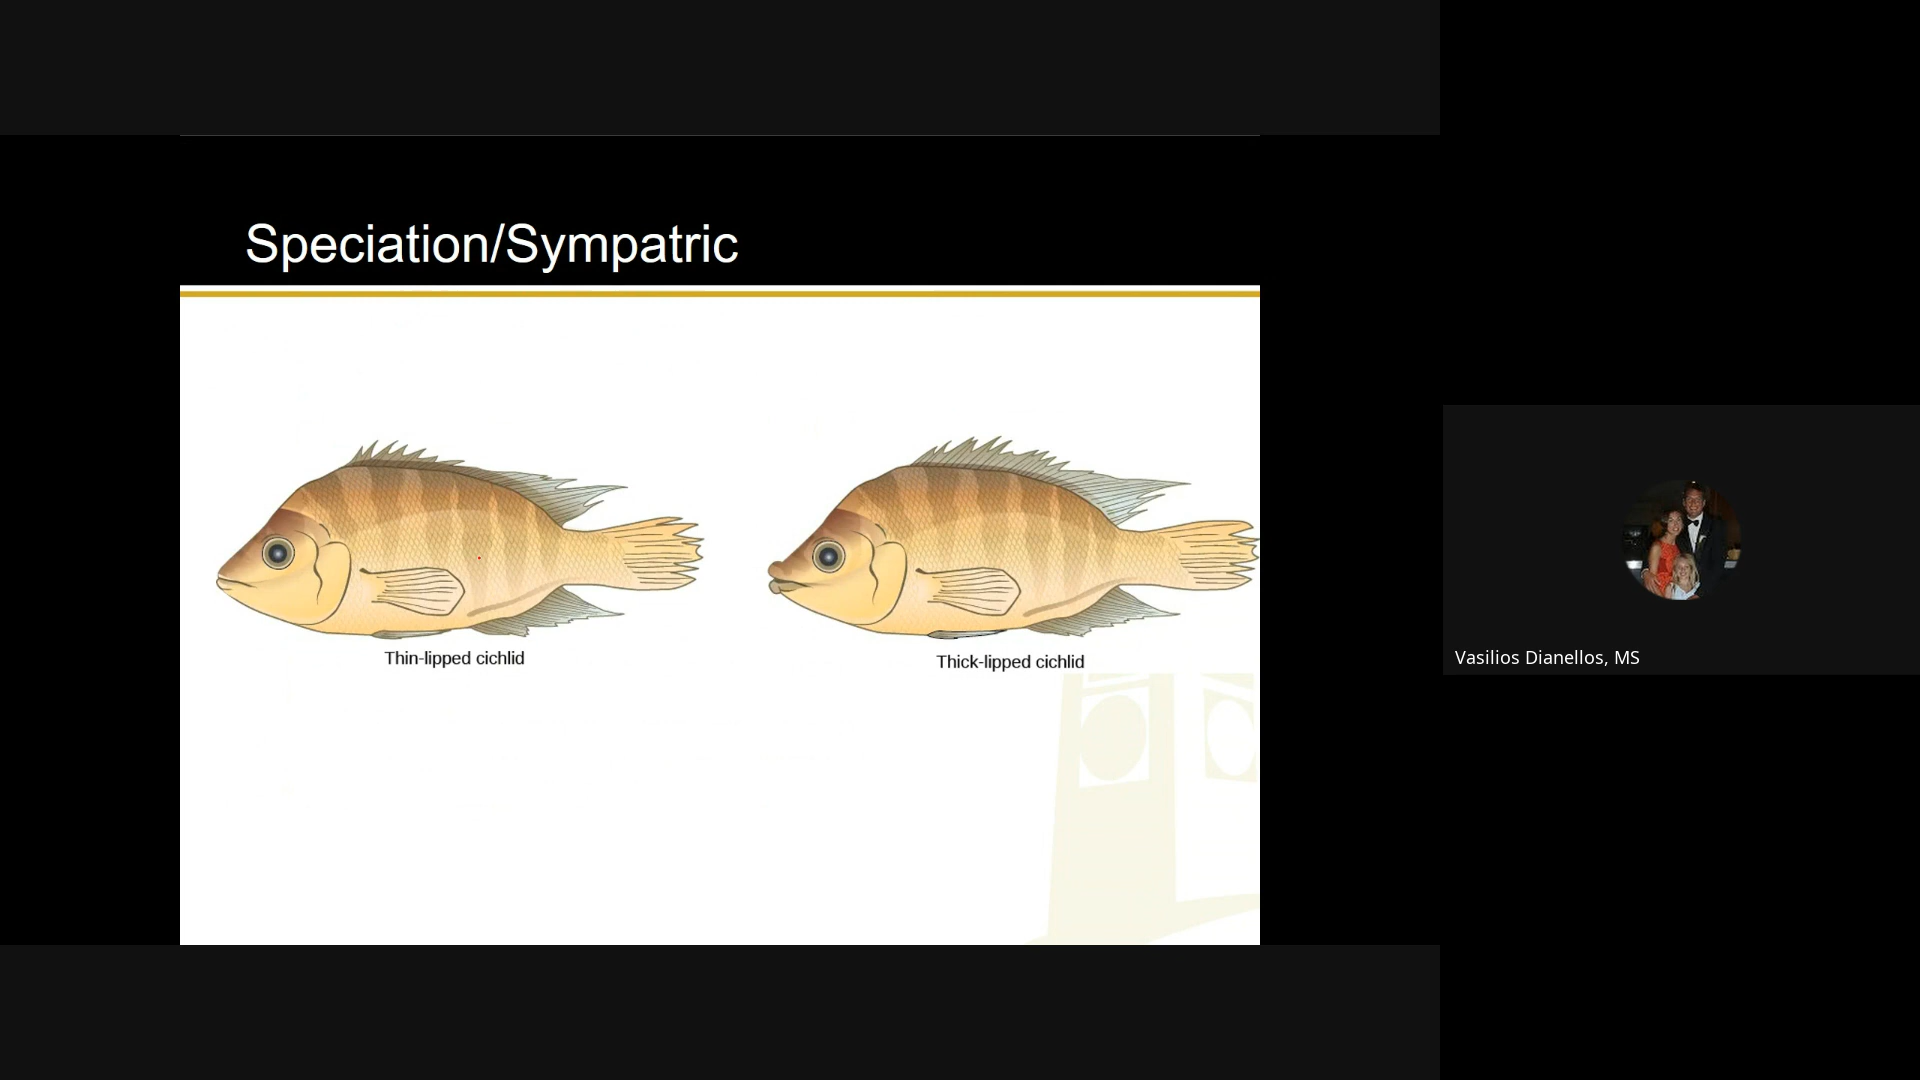 Speciation/Sympatric
Thin-lipped cichlid
Thick-lipped cichlid
Vasilios Dianellos, MS